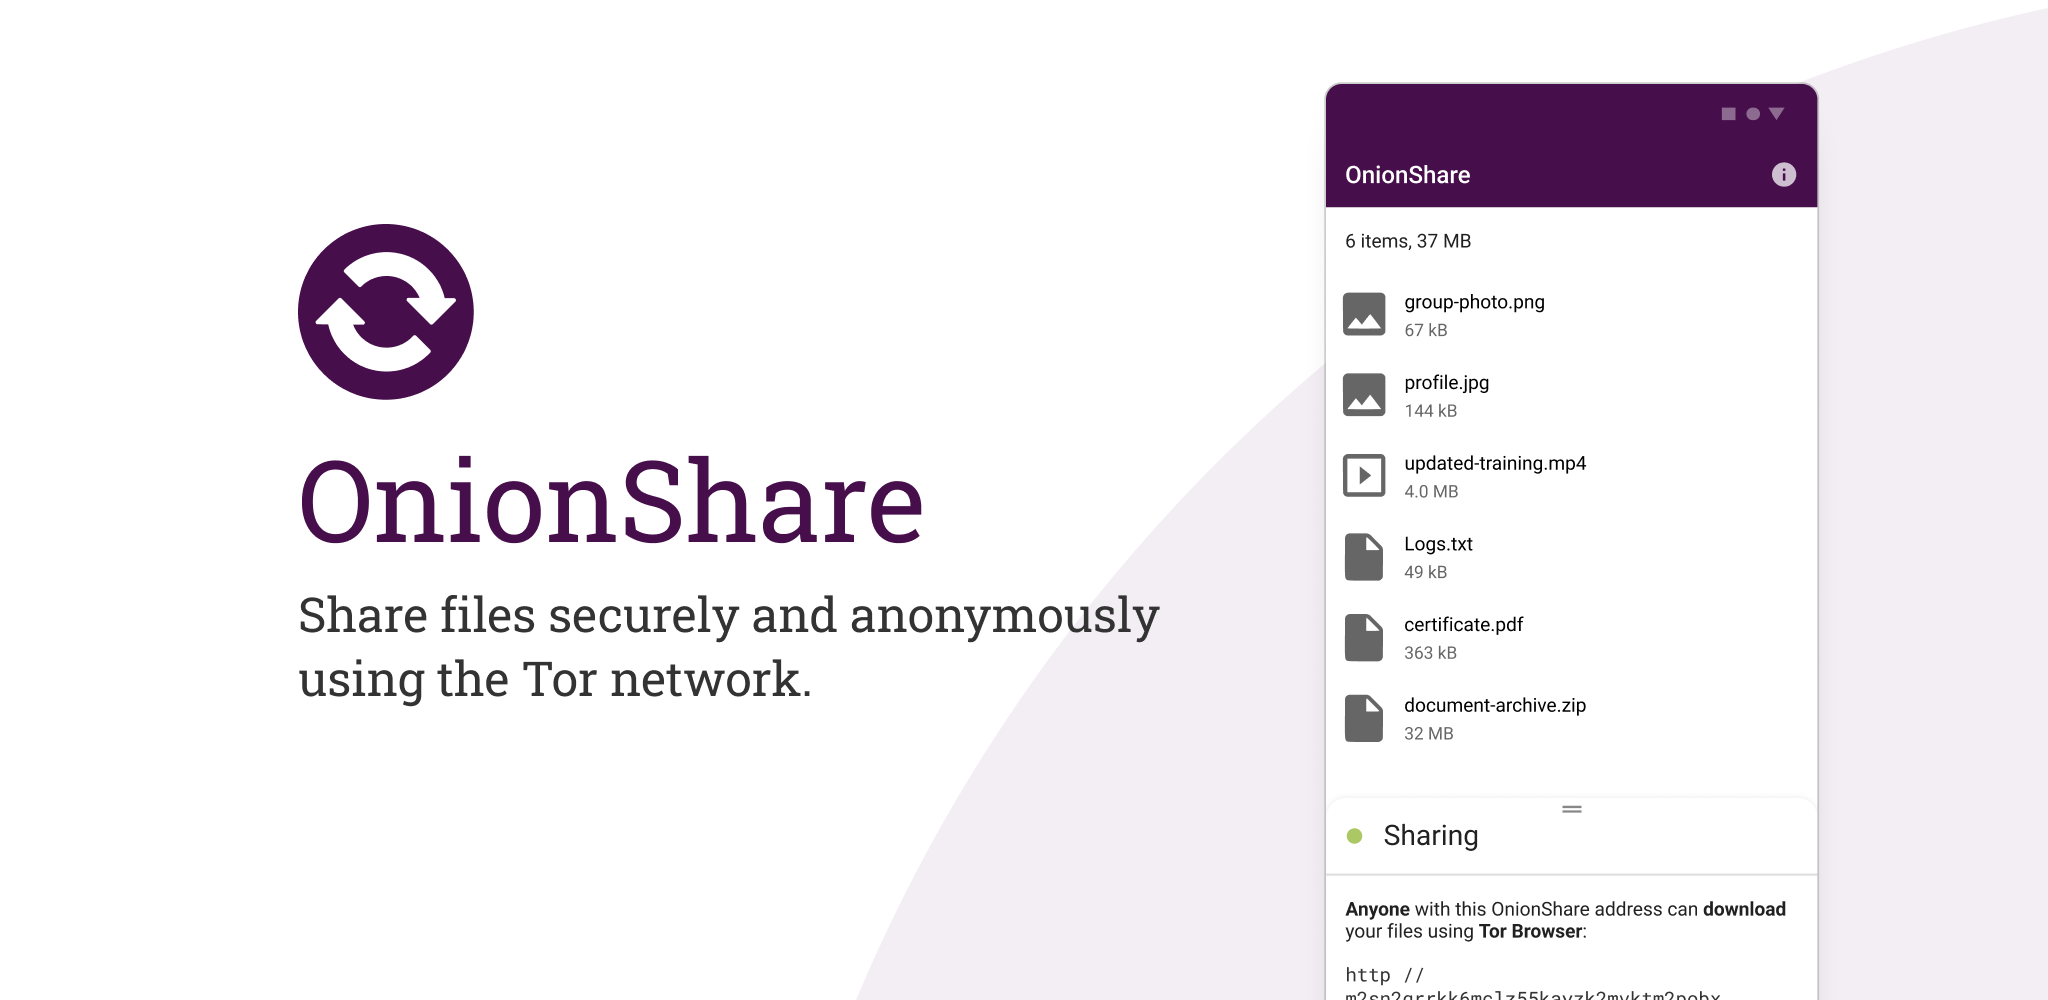 OnionShare
Share files securely and anonymously
using the Tor network.
OnionShare
6 items, 37 MB
group-photo.png
67 kB
profile.jpg
144 kB
updated-training.mp4
4.0 MB
Logs.txt
49 kB
certificate.pdf
363 kB
document-archive.zip
32 MB
Sharing
Anyone with this OnionShare address can download
your files using Tor Browser:
http //